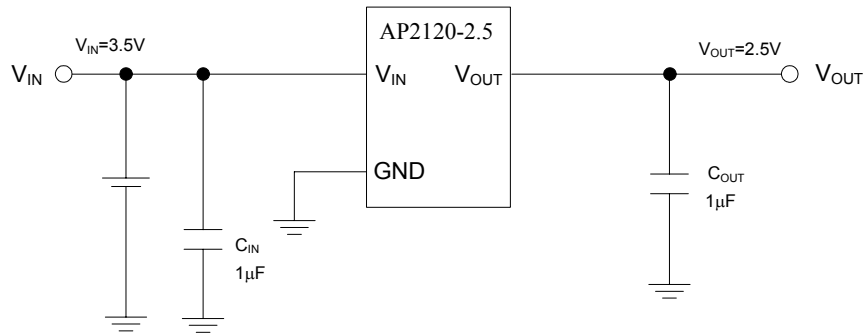 AP2120-2.5
VIN=3.5V
VOUT=2.5V
VIN
VIN
VOUT
VOUT
GND
COUT
1μF
CIN
1μF